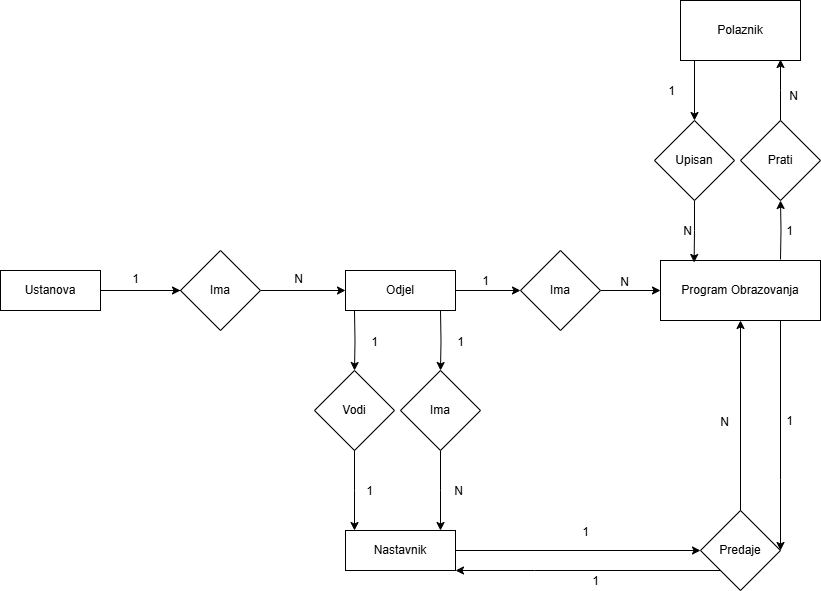 Polaznik
1
N
Upisan
Prati
N
1
Ustanova
1
Ima
N
Odjel
1
Ima
N
Program Obrazovanja
1
1
Vodi
Ima
N
1
1
N
Nastavnik
1
Predaje
1